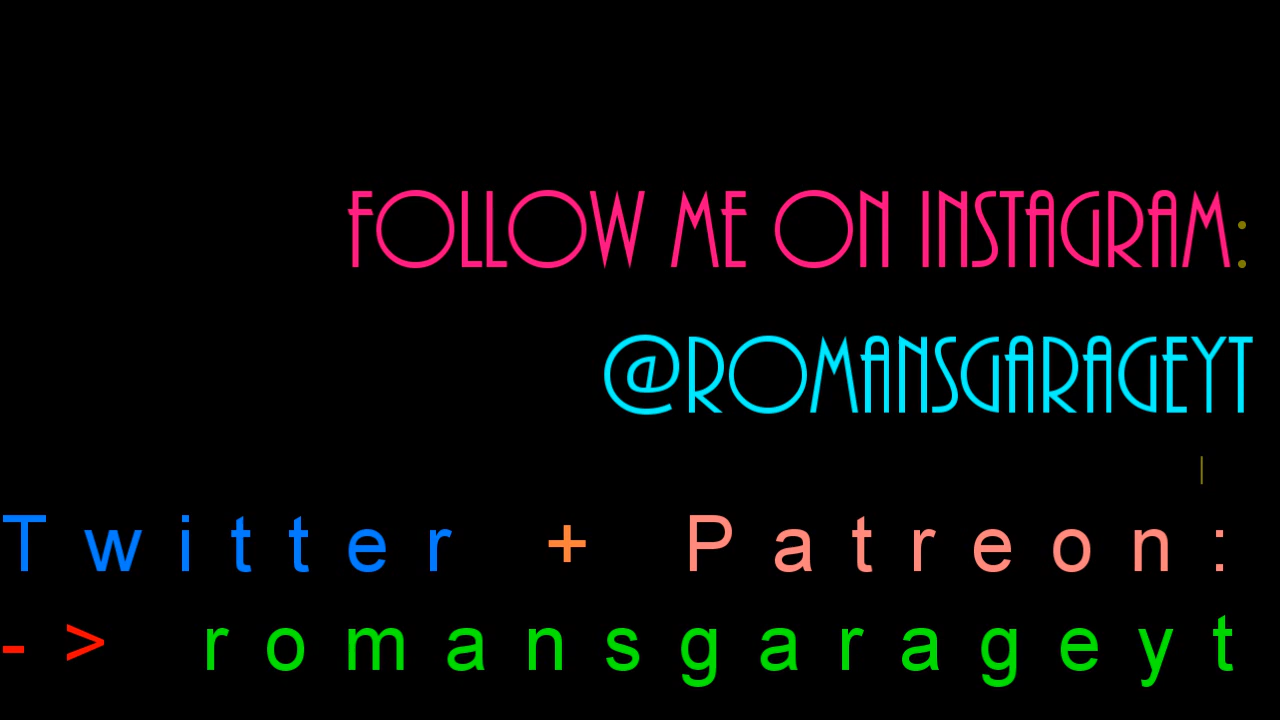 FOLLOW ME ON INSTAGRAM:
@ROMANSGARAGEYT
|
Twitter + Patreon:
-> romansgarageyt